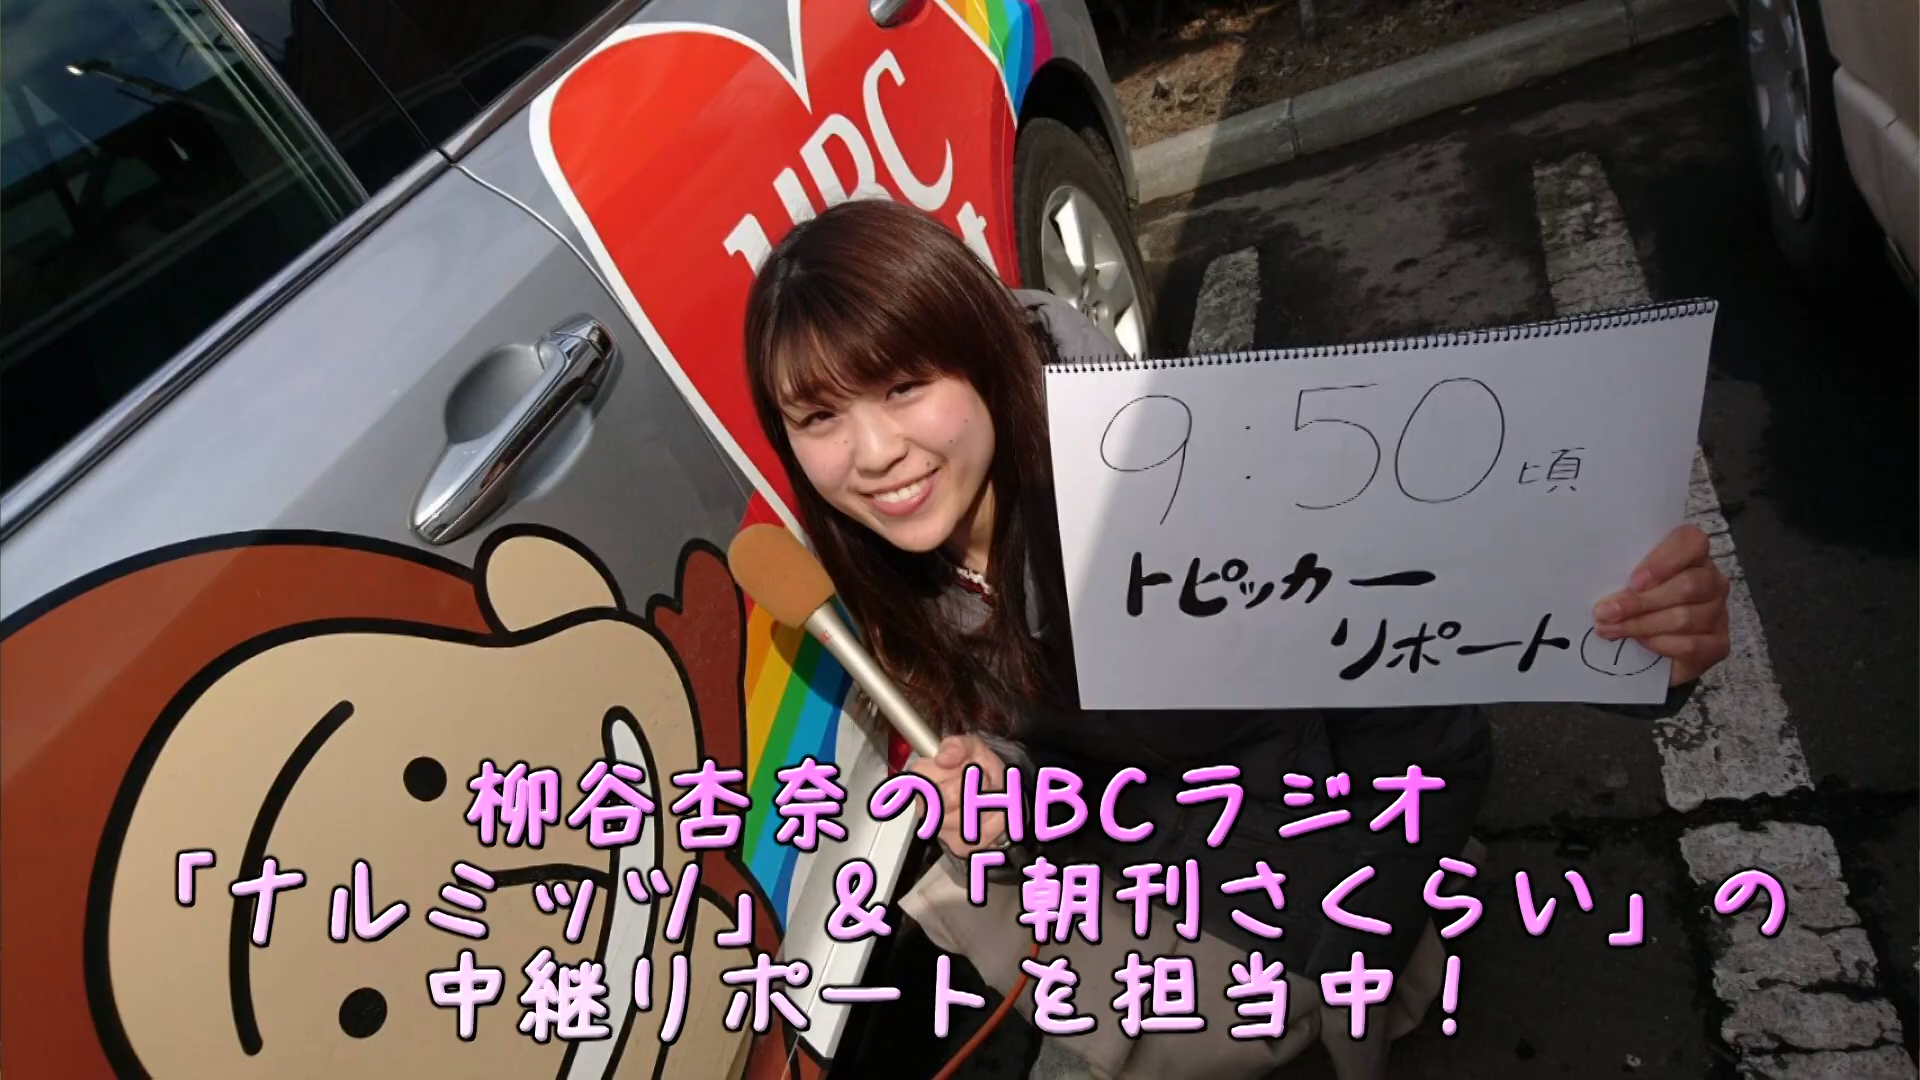 HBC
9:50頃
トピッカー
リポート
柳谷杏奈のHBCラジオ
「ナルミッツ」&「朝刊さくらい」の
中継リポートを担当中!